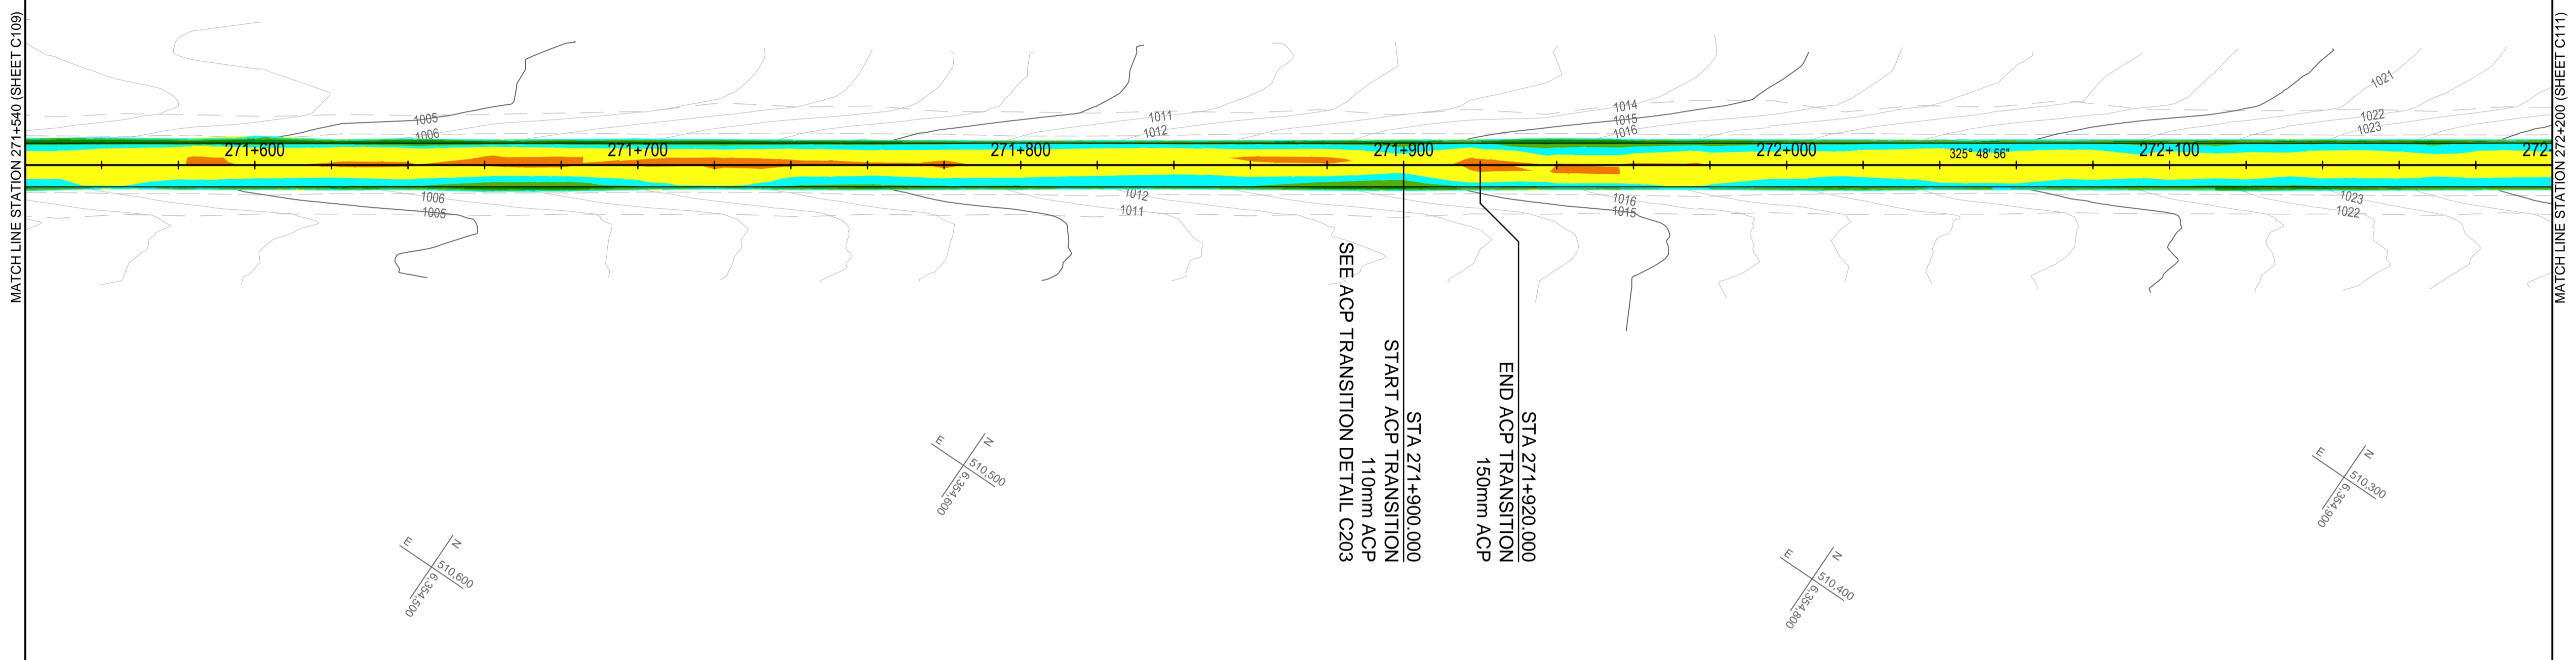 MATCH LINE STATION 271+540 (SHEET C109)
1005
1006
1011
1012
1014
1015
1016
1021
1022
1023
271+600
271+700
271+800
271+900
272+000
325° 48' 56"
272+100
272+
1006
1005
1012
1011
1016
1015
1023
1022
STA 271+900.000
START ACP TRANSITION
110mm ACP
SEE ACP TRANSITION DETAIL C203
STA 271+920.000
END ACP TRANSITION
150mm ACP
E
N
510,600
6,354,500
E
N
510,500
6,354,600
E
N
510,400
6,354,800
E
N
510,300
6,354,900
MATCH LINE STATION 272+200 (SHEET C111)